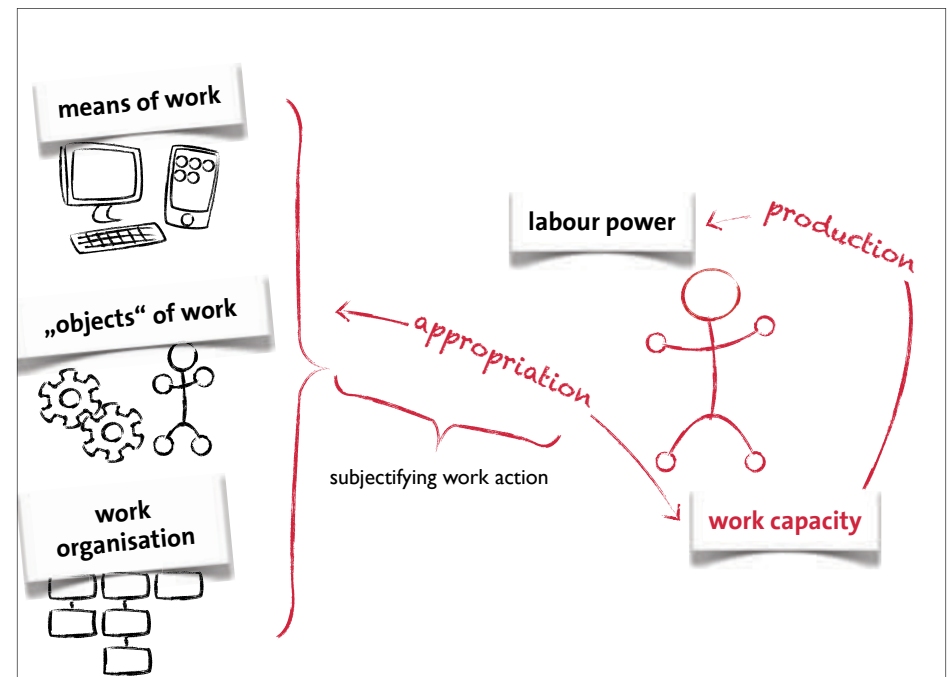 means of work
„objects“ of work
work
organisation
appropriation
subjectifying work action
labour power
production
work capacity